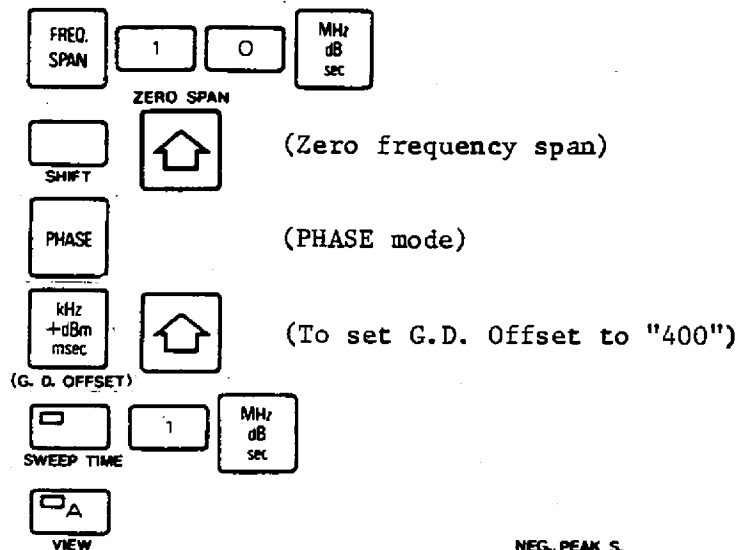 FREQ. SPAN 1 0 MHz dB sec
ZERO SPAN
(Zero frequency span)
SHIFT
PHASE (PHASE mode)
kHz +dBm msec (To set G.D. Offset to "400")
(G. D. OFFSET)
1 MHz dB sec
SWEEP TIME
A
VIEW NEG. PEAK S.